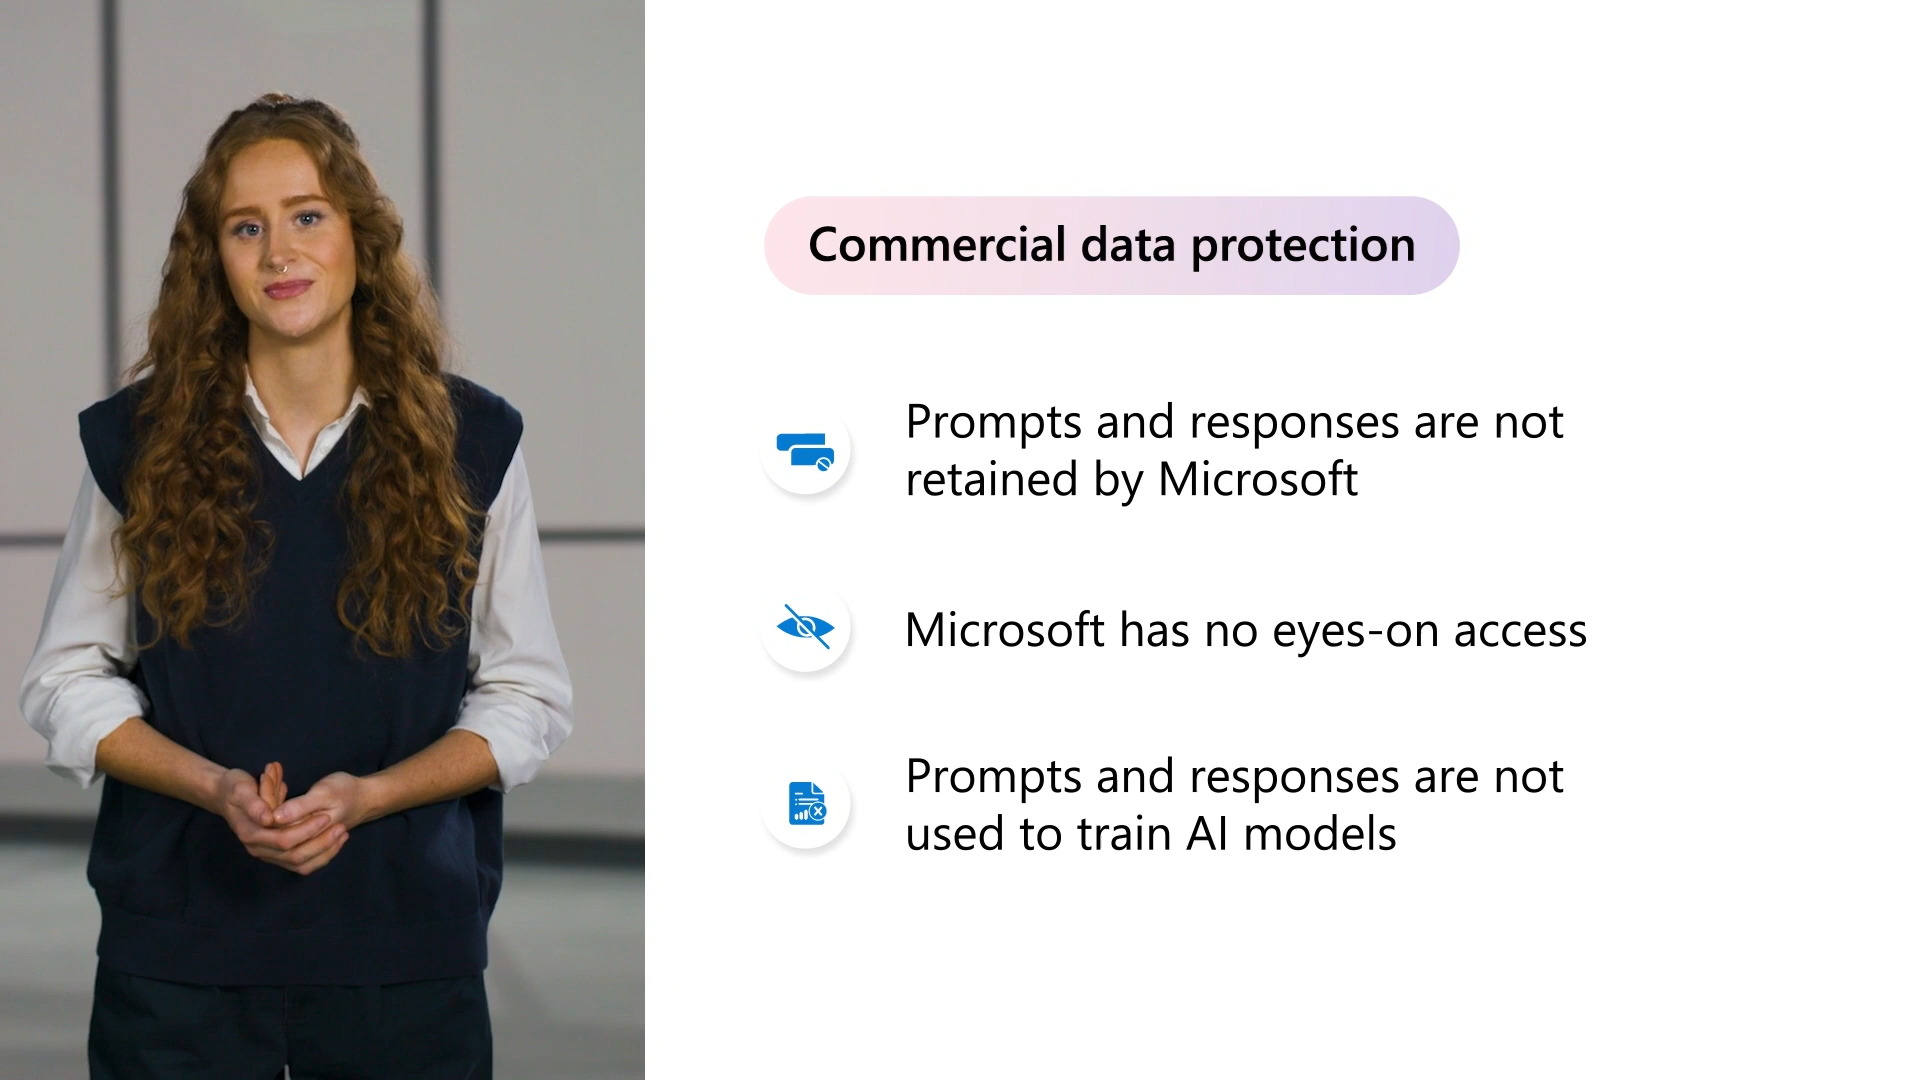 Commercial data protection
Prompts and responses are not
retained by Microsoft
Microsoft has no eyes-on access
Prompts and responses are not
used to train AI models